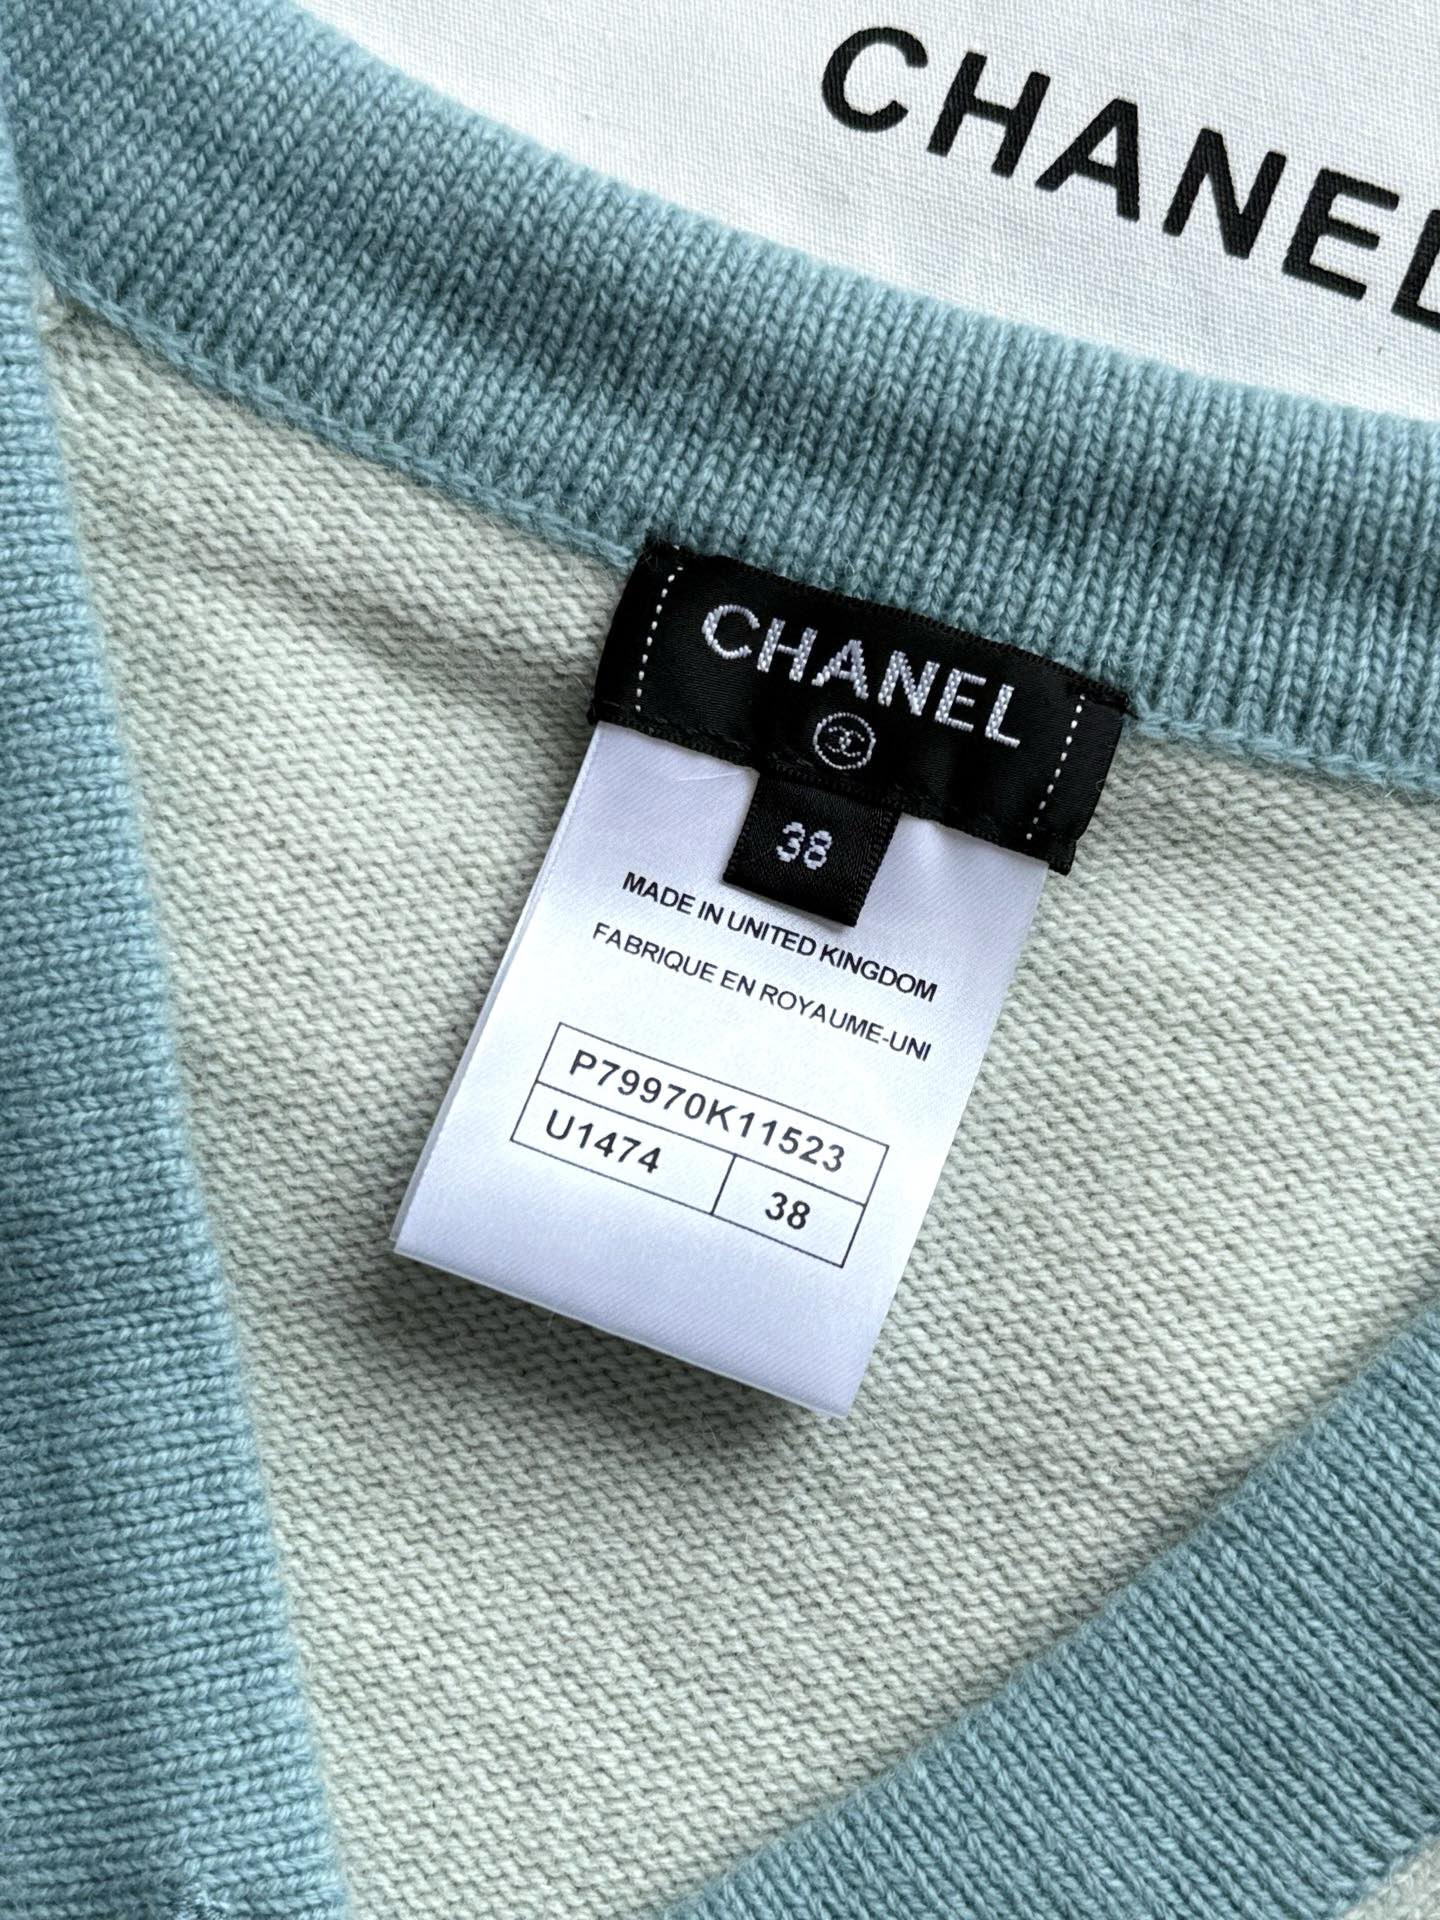 CHANEL
CHANEL
38
MADE IN UNITED KINGDOM
FABRIQUE EN ROYAUME-UNI
P79970K11523
U1474
38